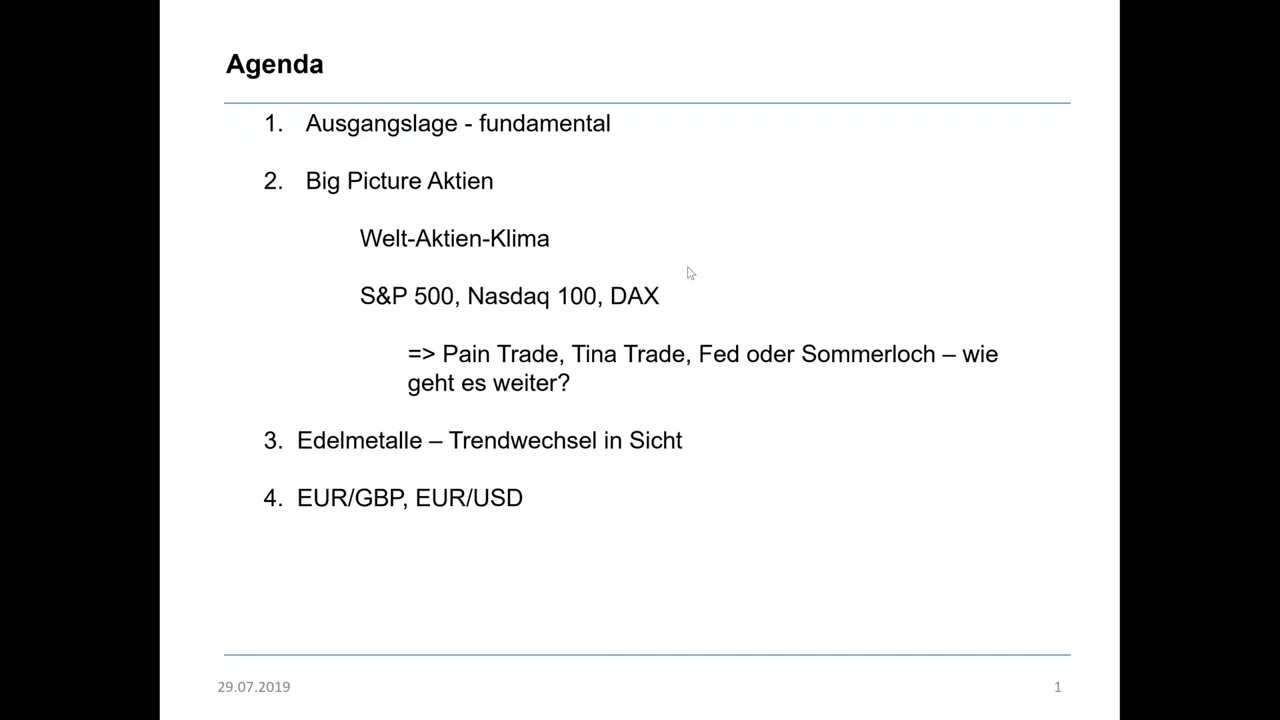 Agenda
1. Ausgangslage - fundamental
2. Big Picture Aktien
Welt-Aktien-Klima
S&P 500, Nasdaq 100, DAX
=> Pain Trade, Tina Trade, Fed oder Sommerloch – wie
geht es weiter?
3. Edelmetalle – Trendwechsel in Sicht
4. EUR/GBP, EUR/USD
29.07.2019
1